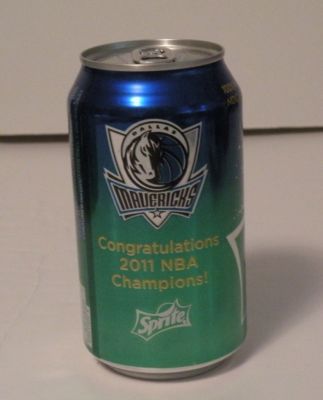 DALLAS
MAVERICKS
Congratulations
2011 NBA
Champions!
Sprite